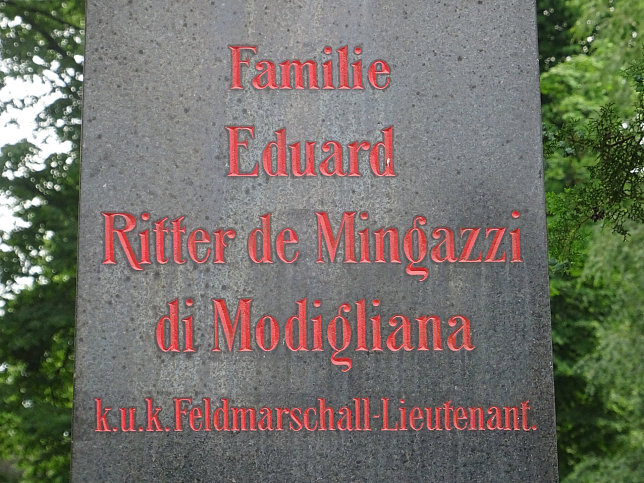 Familie
Eduard
Ritter de Mingazzi
di Modigliana
k.u.k. Feldmarschall-Lieutenant.